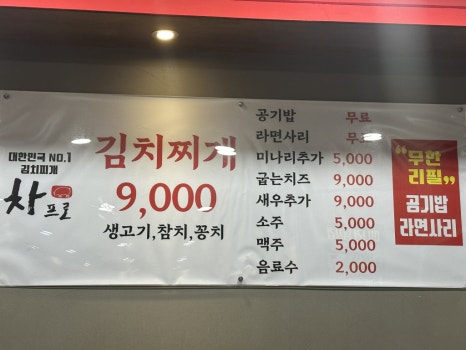 대한민국 NO.1
김치찌개
찬 프로
김치찌개
9,000
생고기,참치,꽁치
공기밥 무료
라면사리 무료
미나리추가 5,000
굽는치즈 9,000
새우추가 9,000
소주 5,000
맥주 5,000
음료수 2,000
“무한
리필”
공기밥
라면사리